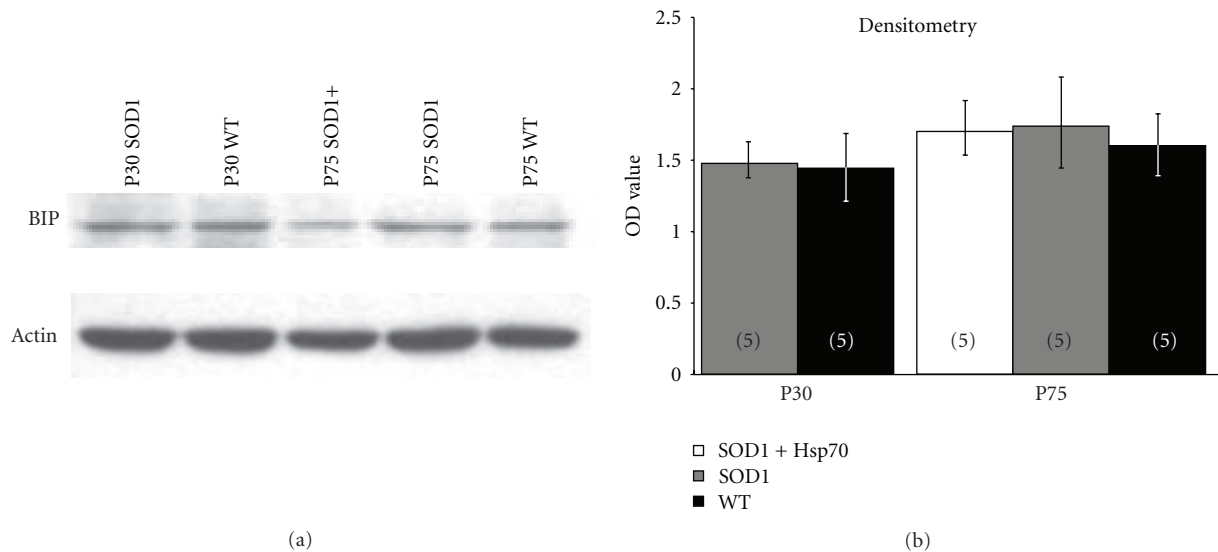 P30 SOD1
P30 WT
P75 SOD1+
P75 SOD1
P75 WT
BIP
Actin
(a)
Densitometry
OD value
2.5
2
1.5
1
0.5
0
(5)
(5)
(5)
(5)
(5)
P30
P75
SOD1 + Hsp70
SOD1
WT
(b)